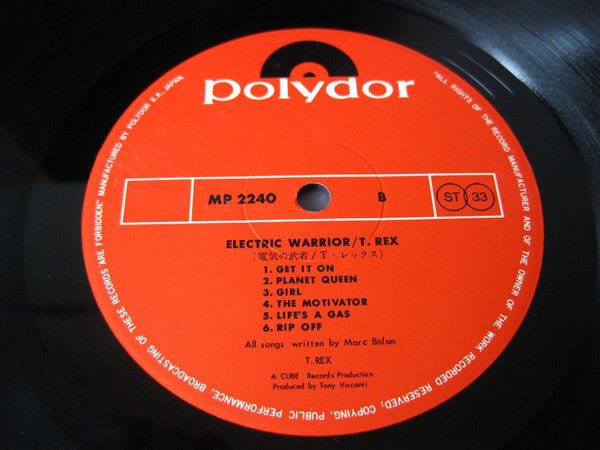 polydor
MP 2240
B
ST 33
ELECTRIC WARRIOR/T. REX
(電気の武者/T・レックス)
1. GET IT ON
2. PLANET QUEEN
3. GIRL
4. THE MOTIVATOR
5. LIFE'S A GAS
6. RIP OFF
All songs written by Marc Bolan
T. REX
A CUBE Records Production
Produced by Tony Visconti
"ALL RIGHTS OF THE RECORD MANUFACTURER AND OF THE OWNER OF THE WORK RECORDED RESERVED; COPYING, PUBLIC PERFORMANCE, BROADCASTING OF THESE RECORDS ARE FORBIDDEN" MANUFACTURED BY POLYDOR K.K., JAPAN.